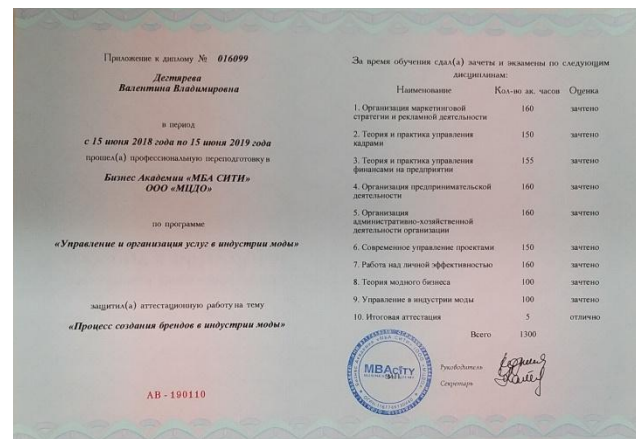 Приложение к диплому № 016099
Дегтярева
Валентина Владимировна
в период
с 15 июня 2018 года по 15 июня 2019 года
прошел(а) профессиональную переподготовку в
Бизнес Академии «МБА СИТИ»
ООО «МЦДО»
по программе
«Управление и организация услуг в индустрии моды»
защитил(а) аттестационную работу на тему
«Процесс создания брендов в индустрии моды»
АВ - 190110
За время обучения сдал(а) зачеты и экзамены по следующим
дисциплинам:
Наименование Кол-во ак. часов Оценка
1. Организация маркетинговой
стратегии и рекламной деятельности 160 зачтено
2. Теория и практика управления
кадрами 150 зачтено
3. Теория и практика управления
финансами на предприятии 155 зачтено
4. Организация предпринимательской
деятельности 160 зачтено
5. Организация
административно-хозяйственной
деятельности организации 160 зачтено
6. Современное управление проектами 150 зачтено
7. Работа над личной эффективностью 160 зачтено
8. Теория модного бизнеса 100 зачтено
9. Управление в индустрии моды 100 зачтено
10. Итоговая аттестация 5 отлично
Всего 1300
MBAcITY
Руководитель
Секретарь